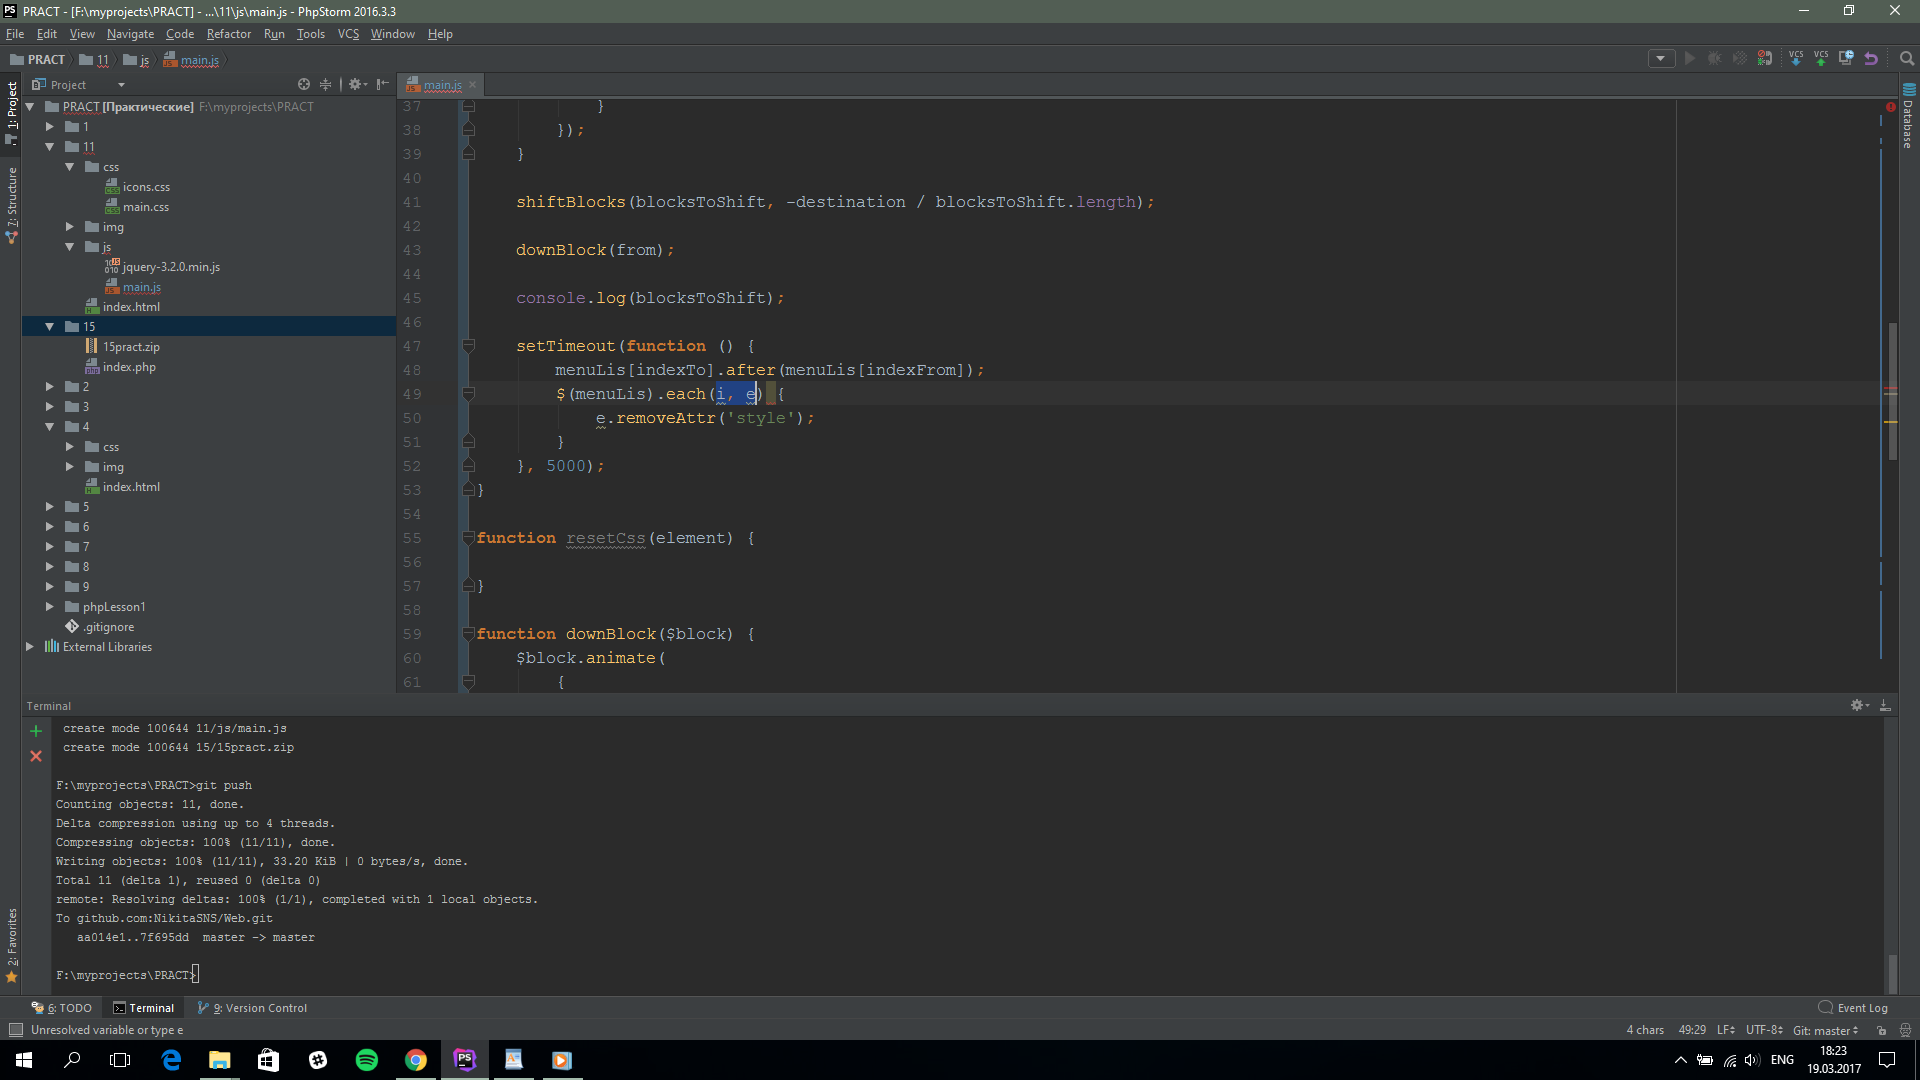 PRACT - [F:\myprojects\PRACT] - ...\11\js\main.js - PhpStorm 2016.3.3
File Edit View Navigate Code Refactor Run Tools VCS Window Help
PRACT 11 js main.js
VCS VCS
1: Project
7: Structure
2: Favorites
Project
PRACT [Практические] F:\myprojects\PRACT
1
11
css
icons.css
main.css
img
js
jquery-3.2.0.min.js
main.js
index.html
15
15pract.zip
index.php
2
3
4
css
img
index.html
5
6
7
8
9
phpLesson1
.gitignore
External Libraries
main.js
Database
37 }
38 });
39 }
40
41 shiftBlocks(blocksToShift, -destination / blocksToShift.length);
42
43 downBlock(from);
44
45 console.log(blocksToShift);
46
47 setTimeout(function () {
48 menuLis[indexTo].after(menuLis[indexFrom]);
49 $(menuLis).each(i, e) {
50 e.removeAttr('style');
51 }
52 }, 5000);
53 }
54
55 function resetCss(element) {
56
57 }
58
59 function downBlock($block) {
60 $block.animate(
61 {
Terminal
create mode 100644 11/js/main.js
create mode 100644 15/15pract.zip
F:\myprojects\PRACT>git push
Counting objects: 11, done.
Delta compression using up to 4 threads.
Compressing objects: 100% (11/11), done.
Writing objects: 100% (11/11), 33.20 KiB | 0 bytes/s, done.
Total 11 (delta 1), reused 0 (delta 0)
remote: Resolving deltas: 100% (1/1), completed with 1 local objects.
To github.com:NikitaSNS/Web.git
aa014e1..7f695dd master -> master
F:\myprojects\PRACT>
6: TODO Terminal 9: Version Control Event Log
Unresolved variable or type e 4 chars 49:29 LF UTF-8 Git: master
ENG 18:23
19.03.2017